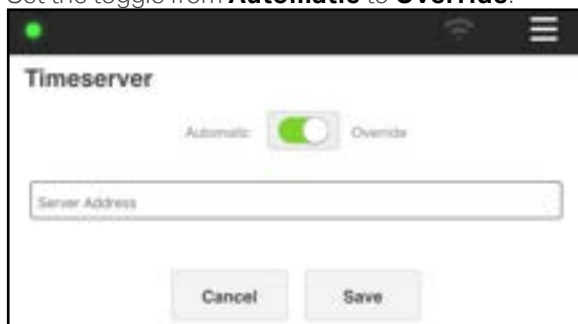 Set the toggle from Automatic to Override.
Timeserver
Automatic Override
Server Address
Cancel Save